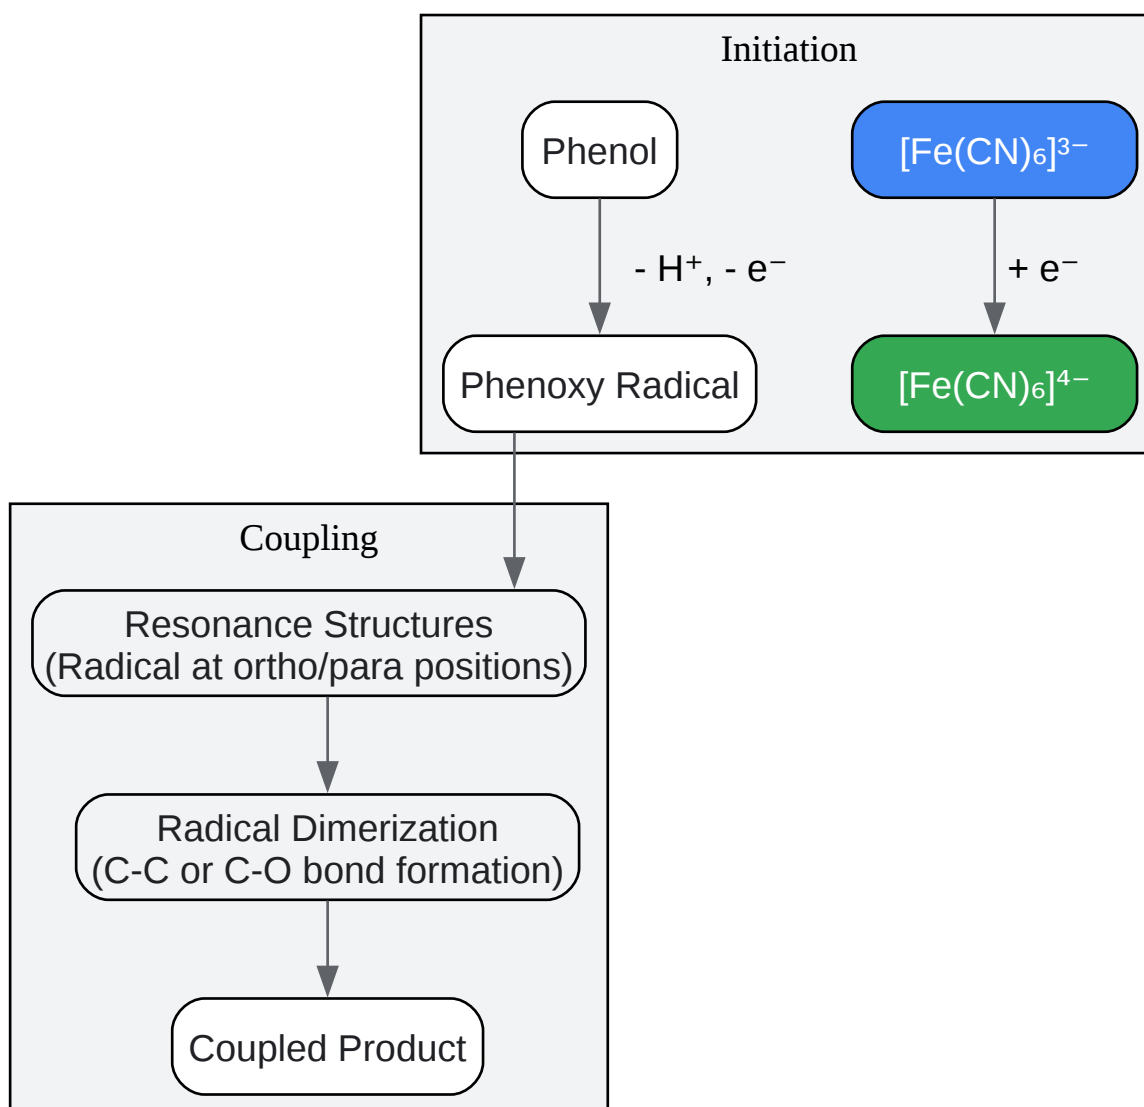 Initiation
Phenol
[Fe(CN)₆]³⁻
- H⁺, - e⁻
+ e⁻
Phenoxy Radical
[Fe(CN)₆]⁴⁻
Coupling
Resonance Structures
(Radical at ortho/para positions)
Radical Dimerization
(C-C or C-O bond formation)
Coupled Product